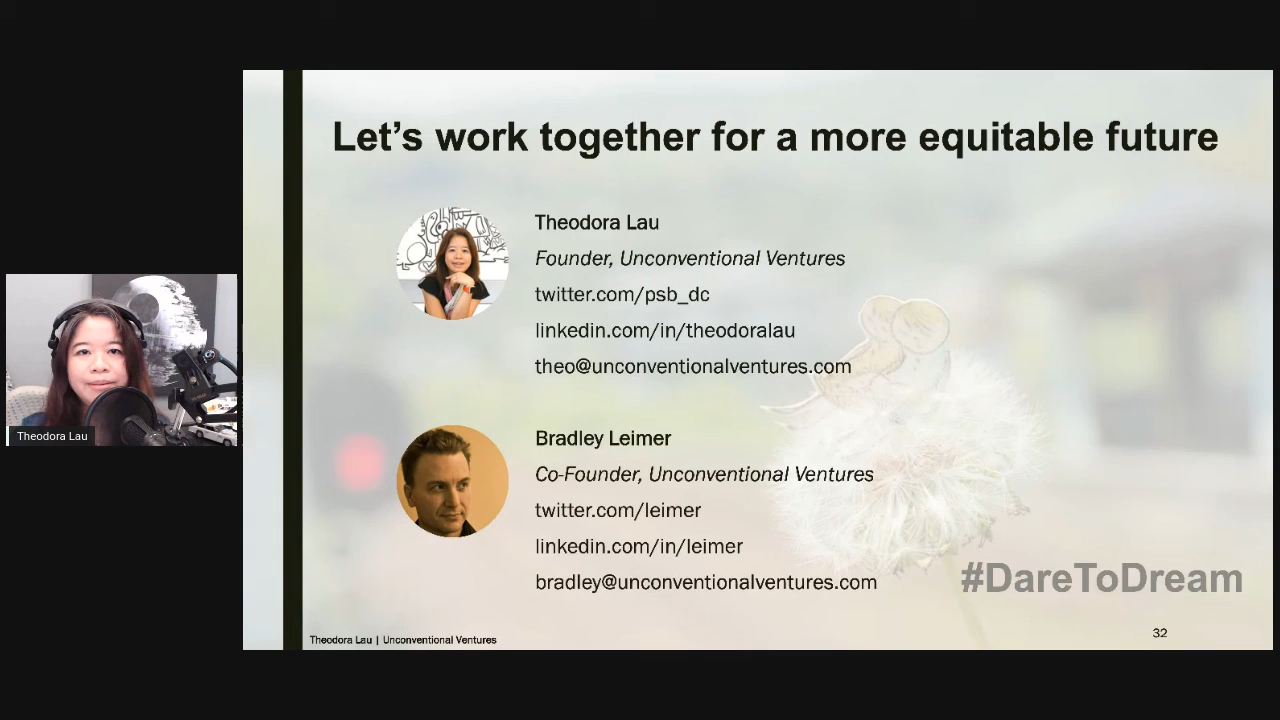 Let's work together for a more equitable future
Theodora Lau
Founder, Unconventional Ventures
twitter.com/psb_dc
linkedin.com/in/theodoralau
theo@unconventionalventures.com
Bradley Leimer
Co-Founder, Unconventional Ventures
twitter.com/leimer
linkedin.com/in/leimer
bradley@unconventionalventures.com
#DareToDream
Theodora Lau | Unconventional Ventures
32
Theodora Lau